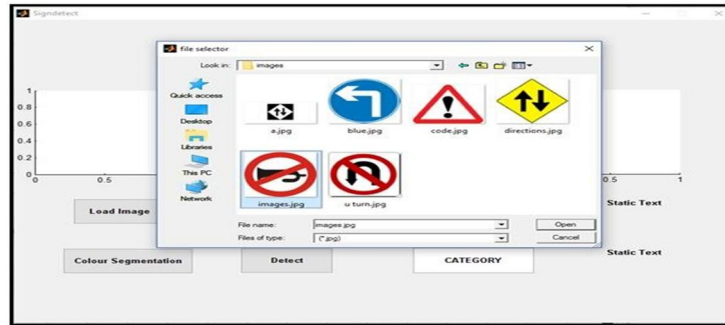 Signdetect
file selector
Look in: images
Quick access
Desktop
Libraries
This PC
Network
a.jpg blue.jpg code.jpg directions.jpg
images.jpg u turn.jpg
File name: images.jpg Open
Files of type: (*.jpg) Cancel
1
0.8
0.6
0.4
0.2
0
0 0.5 0.5 1
Load Image Static Text
Colour Segmentation Detect CATEGORY Static Text